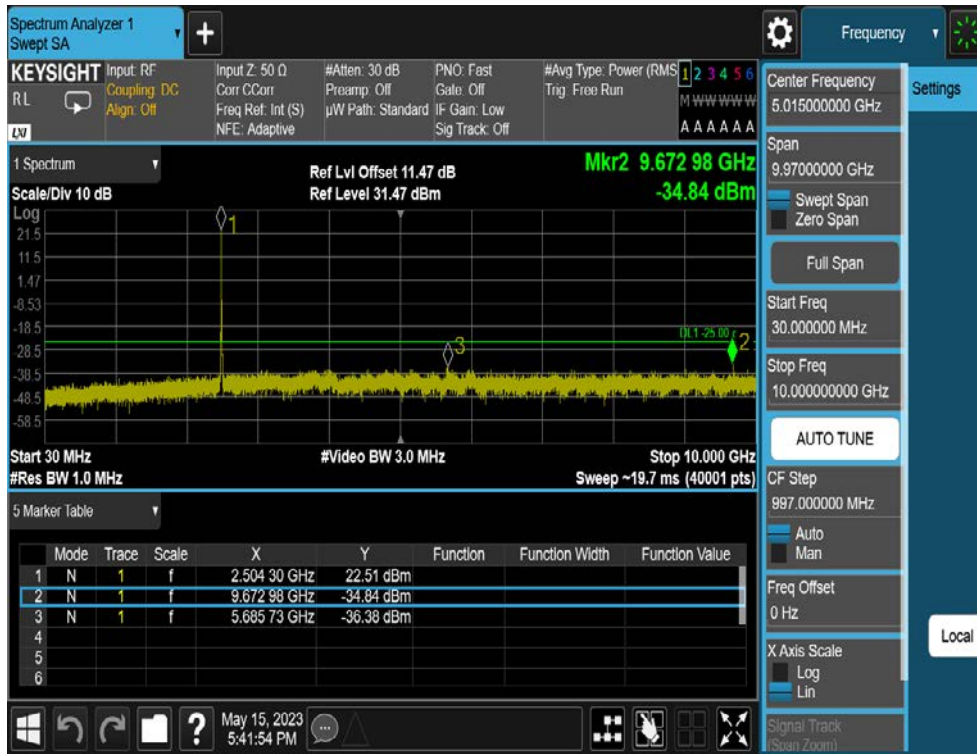 Spectrum Analyzer 1
Swept SA
+
Frequency
KEYSIGHT
RL
LXI
Input: RF
Coupling: DC
Align: Off
Input Z: 50 Ω
Corr CCorr
Freq Ref: Int (S)
NFE: Adaptive
#Atten: 30 dB
Preamp: Off
µW Path: Standard
PNO: Fast
Gate: Off
IF Gain: Low
Sig Track: Off
#Avg Type: Power (RMS
Trig: Free Run
1 2 3 4 5 6
M W W W W W
A A A A A A
1 Spectrum
Scale/Div 10 dB
Ref Lvl Offset 11.47 dB
Ref Level 31.47 dBm
Mkr2 9.672 98 GHz
-34.84 dBm
Log
21.5
11.5
1.47
-8.53
-18.5
-28.5
-38.5
-48.5
-58.5
1
3
DL1 -25.00
2
Start 30 MHz
#Res BW 1.0 MHz
#Video BW 3.0 MHz
Stop 10.000 GHz
Sweep ~19.7 ms (40001 pts)
5 Marker Table
Mode Trace Scale X Y Function Function Width Function Value
1 N 1 f 2.504 30 GHz 22.51 dBm
2 N 1 f 9.672 98 GHz -34.84 dBm
3 N 1 f 5.685 73 GHz -36.38 dBm
4
5
6
?
May 15, 2023
5:41:54 PM
Center Frequency
5.015000000 GHz
Span
9.97000000 GHz
Swept Span
Zero Span
Full Span
Start Freq
30.000000 MHz
Stop Freq
10.000000000 GHz
AUTO TUNE
CF Step
997.000000 MHz
Auto
Man
Freq Offset
0 Hz
X Axis Scale
Log
Lin
Signal Track
(Span Zoom)
Settings
Local